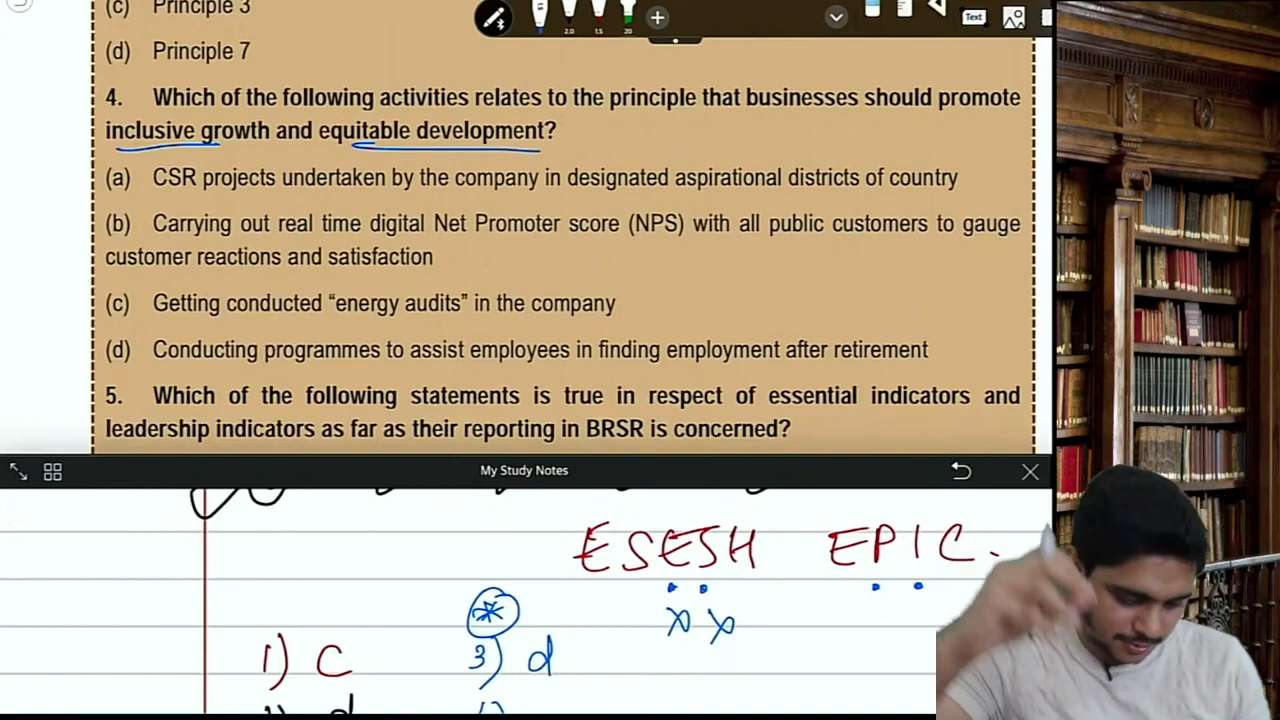 (c) Principle 3
(d) Principle 7
4. Which of the following activities relates to the principle that businesses should promote
inclusive growth and equitable development?
(a) CSR projects undertaken by the company in designated aspirational districts of country
(b) Carrying out real time digital Net Promoter score (NPS) with all public customers to gauge
customer reactions and satisfaction
(c) Getting conducted “energy audits” in the company
(d) Conducting programmes to assist employees in finding employment after retirement
5. Which of the following statements is true in respect of essential indicators and
leadership indicators as far as their reporting in BRSR is concerned?
2.0 1.5 20
Text
My Study Notes
ESESH EPIC.
1) C
3) d